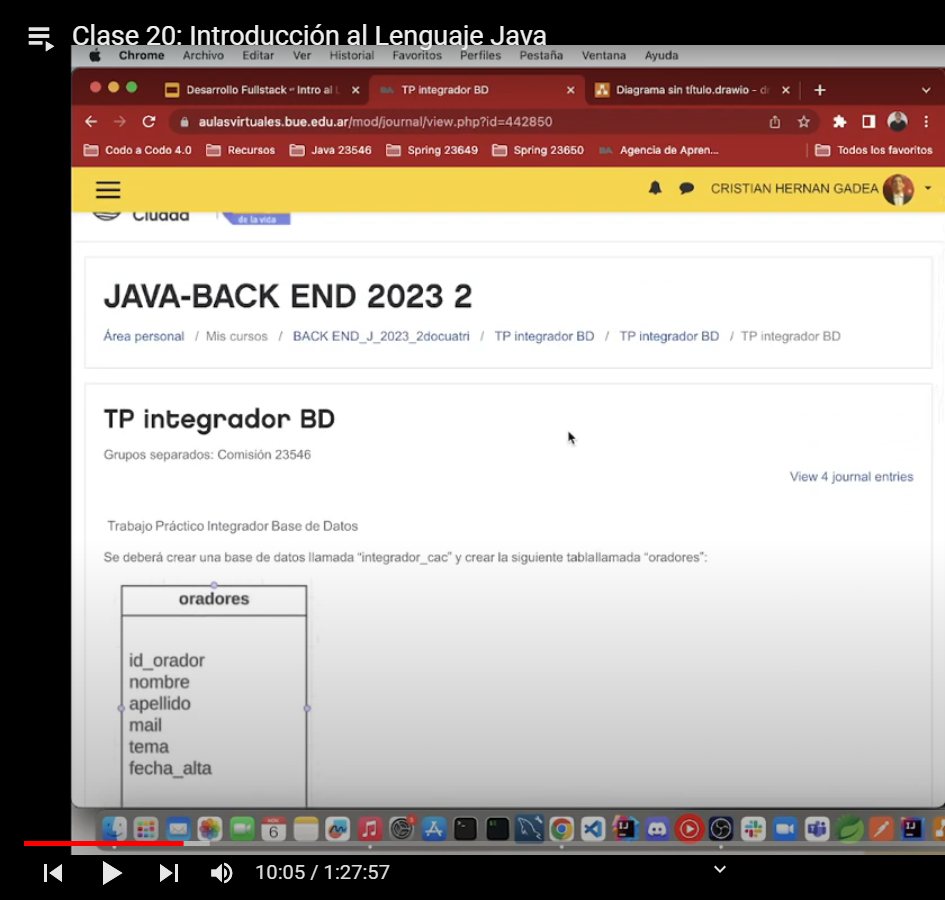 Clase 20: Introducción al Lenguaje Java
Chrome Archivo Editar Ver Historial Favoritos Perfiles Pestaña Ventana Ayuda
Desarrollo Fullstack - Intro al TP integrador BD Diagrama sin título.drawio - d
aulasvirtuales.bue.edu.ar/mod/journal/view.php?id=442850
Codo a Codo 4.0 Recursos Java 23546 Spring 23649 Spring 23650 BA Agencia de Apren... Todos los favoritos
CRISTIAN HERNAN GADEA
Ciudad
de la vida
JAVA-BACK END 2023 2
Área personal / Mis cursos / BACK END_J_2023_2docuatri / TP integrador BD / TP integrador BD / TP integrador BD
TP integrador BD
Grupos separados: Comisión 23546
View 4 journal entries
Trabajo Práctico Integrador Base de Datos
Se deberá crear una base de datos llamada “integrador_cac” y crear la siguiente tablallamada “oradores”:
oradores
id_orador
nombre
apellido
mail
tema
fecha_alta
6
10:05 / 1:27:57